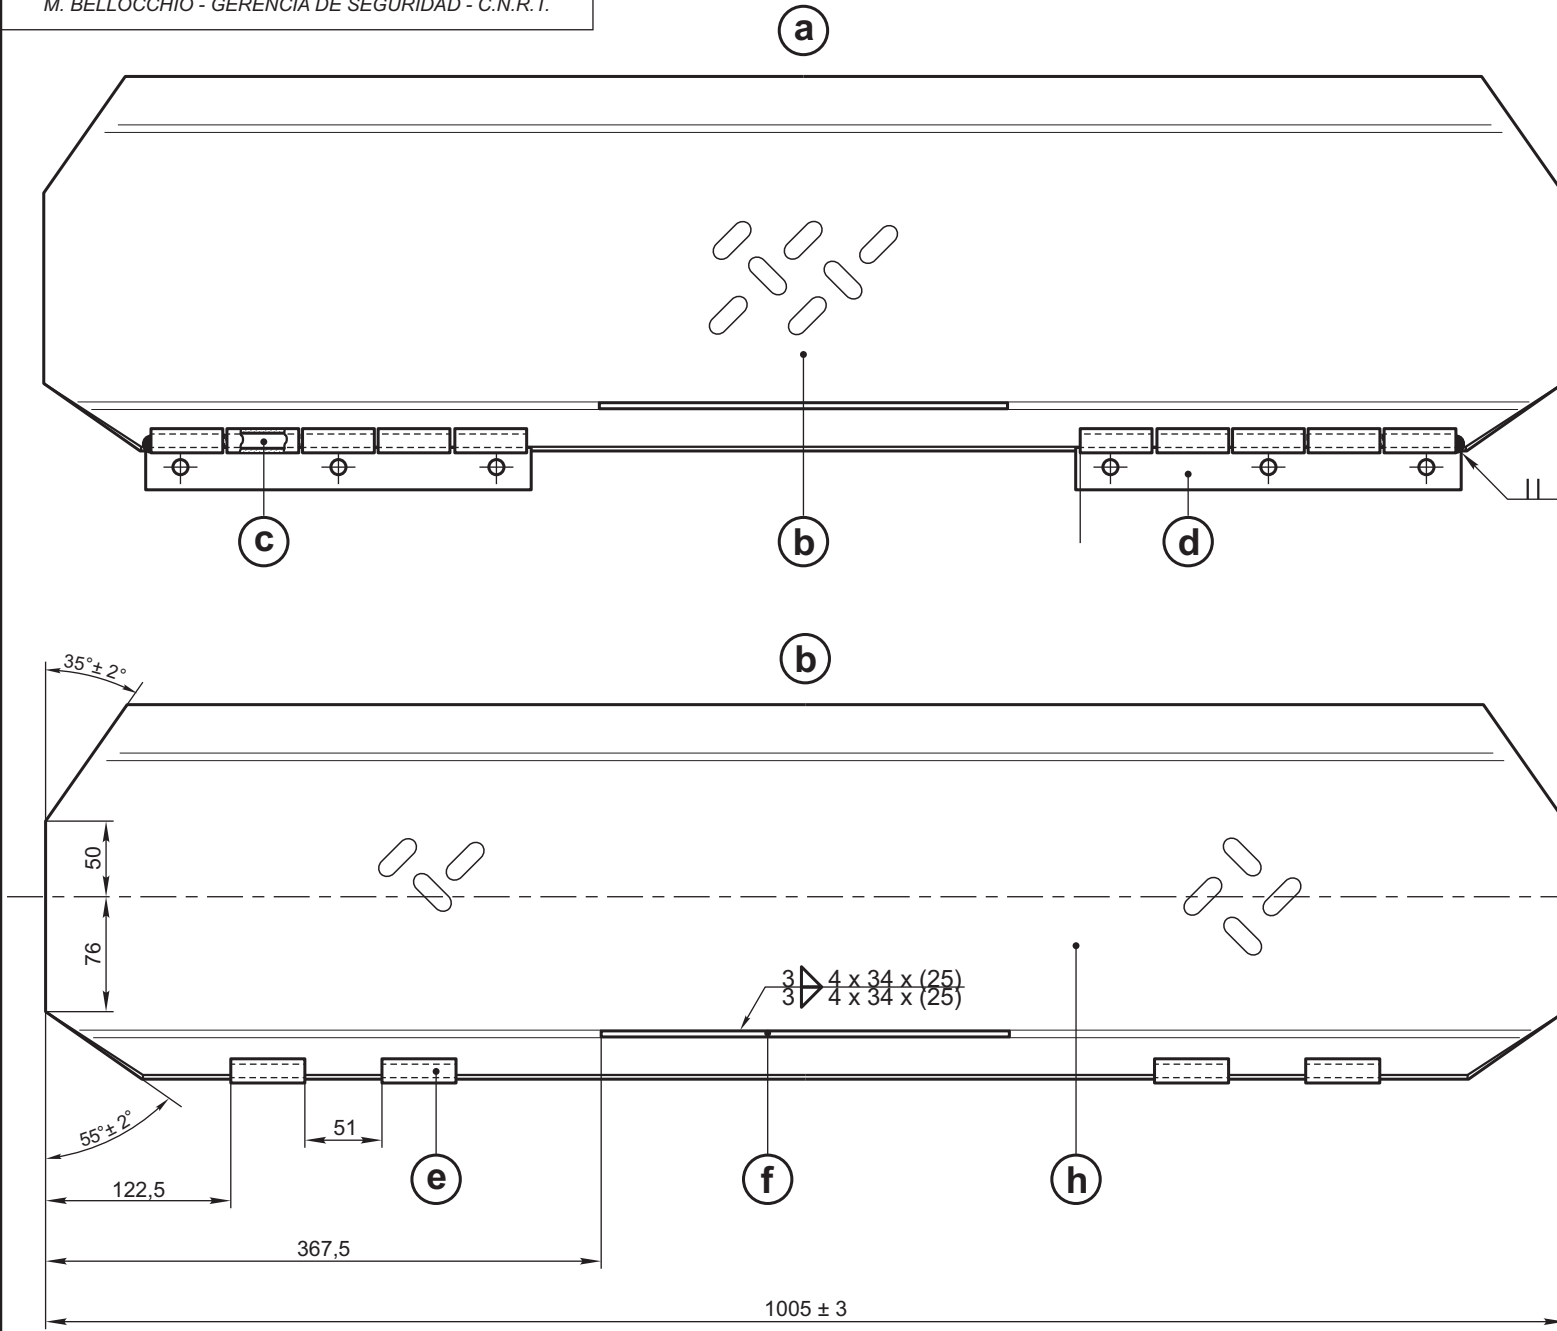 M. BELLOCCHIO - GERENCIA DE SEGURIDAD - C.N.R.T.
a
c
b
d
b
35°± 2°
50
76
3 4 x 34 x (25)
3 4 x 34 x (25)
55°± 2°
51
122,5
e
f
h
367,5
1005 ± 3